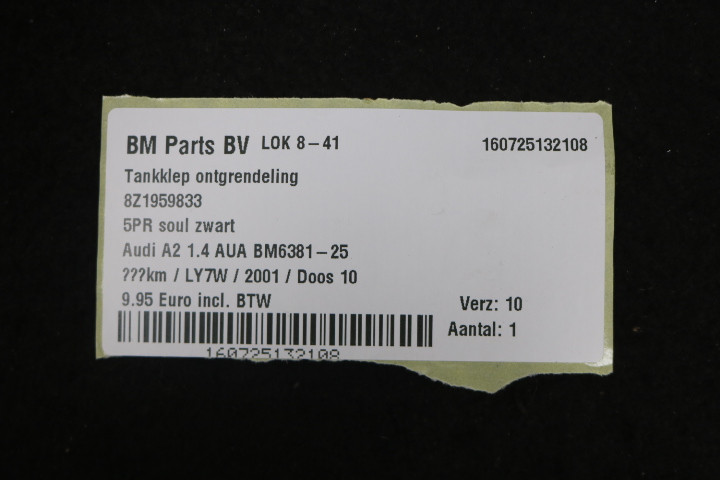 BM Parts BV LOK 8-41 160725132108
Tankklep ontgrendeling
8Z1959833
5PR soul zwart
Audi A2 1.4 AUA BM6381-25
???km / LY7W / 2001 / Doos 10
9.95 Euro incl. BTW Verz: 10
Aantal: 1
160725132108